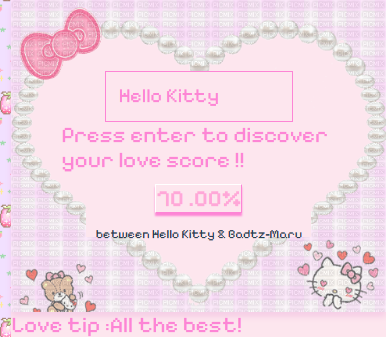 Hello Kitty
Press enter to discover
your love score !!
70.00%
between Hello Kitty & Badtz-Maru
Love tip :All the best!